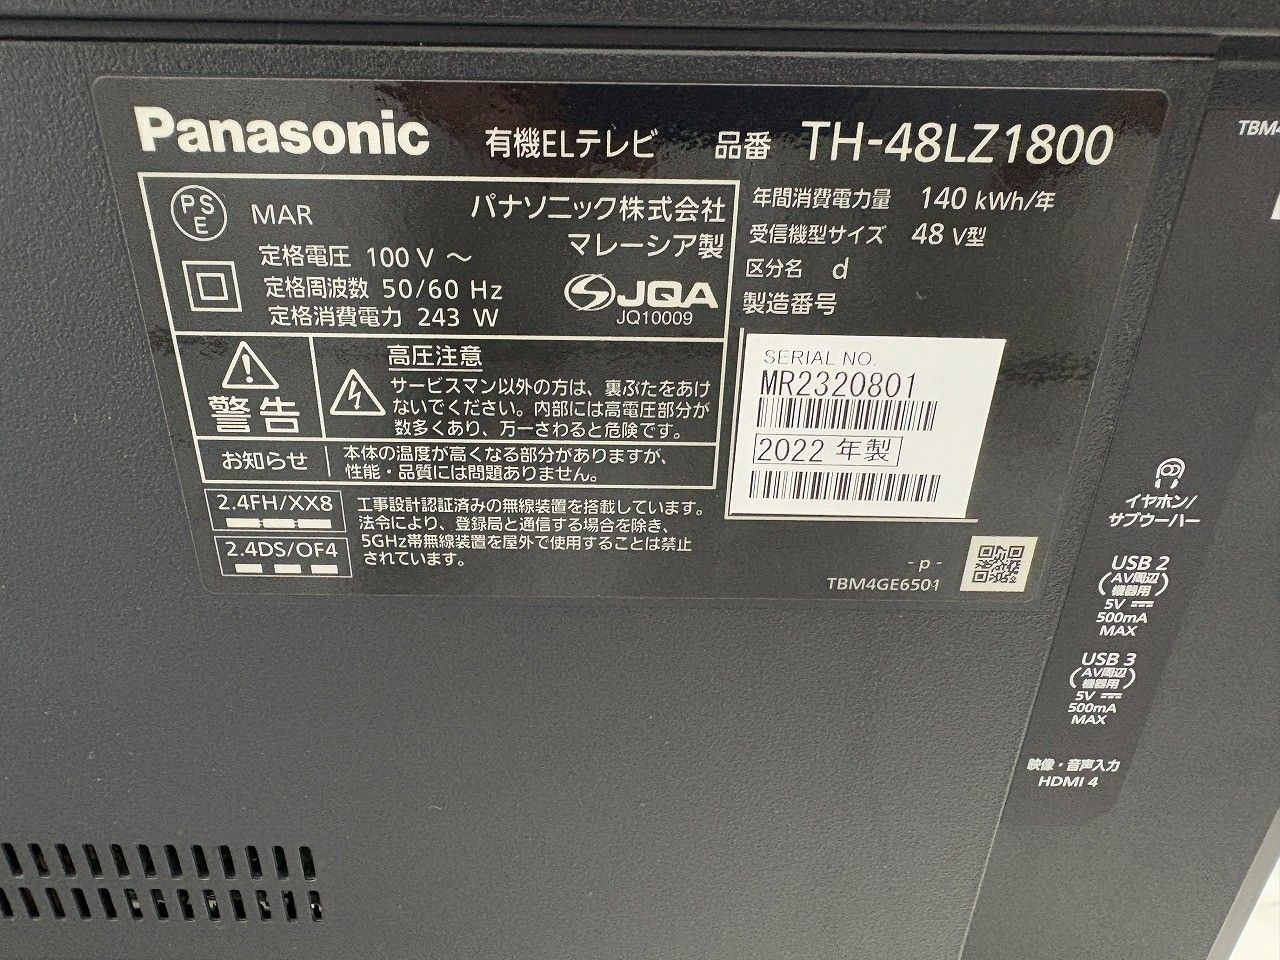 Panasonic 有機ELテレビ 品番 TH-48LZ1800
PSE MAR パナソニック株式会社
マレーシア製
定格電圧 100 V ～
定格周波数 50/60 Hz
定格消費電力 243 W
JQA
JQ10009
年間消費電力量 140 kWh/年
受信機型サイズ 48 V型
区分名 d
製造番号
SERIAL NO.
MR2320801
2022 年製
警告
高圧注意
サービスマン以外の方は、裏ぶたをあけ
ないでください。内部には高電圧部分が
数多くあり、万一さわると危険です。
お知らせ
本体の温度が高くなる部分がありますが、
性能・品質には問題ありません。
2.4FH/XX8
2.4DS/OF4
工事設計認証済みの無線装置を搭載しています。
法令により、登録局と通信する場合を除き、
5GHz帯無線装置を屋外で使用することは禁止
されています。
- p -
TBM4GE6501
イヤホン/
サブウーハー
USB 2
(AV周辺
機器用)
5V
500mA
MAX
USB 3
(AV周辺
機器用)
5V
500mA
MAX
映像・音声入力
HDMI 4